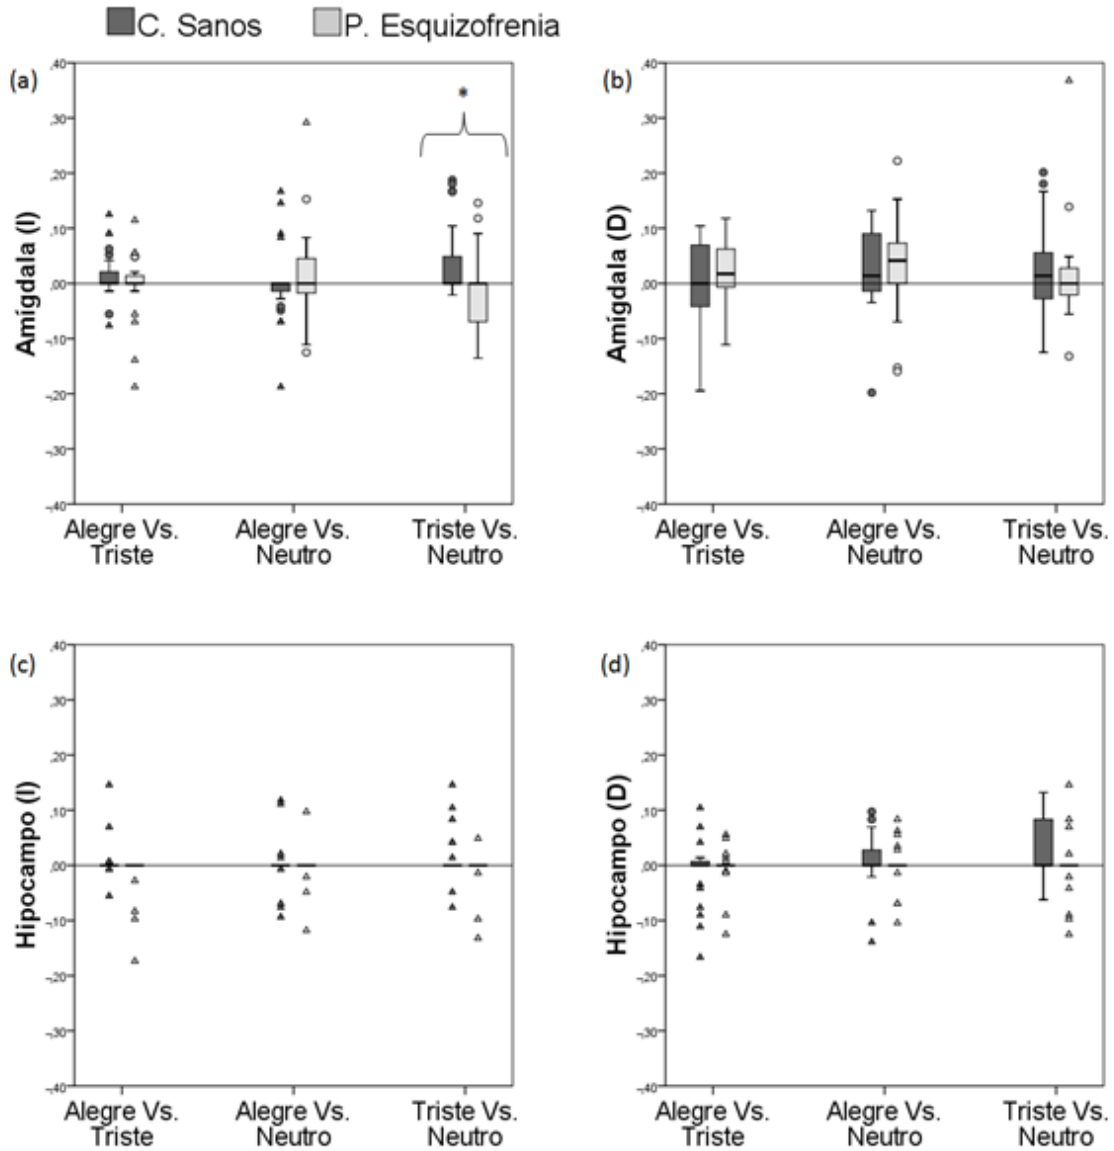 C. Sanos P. Esquizofrenia
(a)
Amígdala (I)
,40
,30
,20
,10
,00
-,10
-,20
-,30
-,40
*
Alegre Vs. Triste
Alegre Vs. Neutro
Triste Vs. Neutro
(b)
Amígdala (D)
,40
,30
,20
,10
,00
-,10
-,20
-,30
-,40
Alegre Vs. Triste
Alegre Vs. Neutro
Triste Vs. Neutro
(c)
Hipocampo (I)
,40
,30
,20
,10
,00
-,10
-,20
-,30
-,40
Alegre Vs. Triste
Alegre Vs. Neutro
Triste Vs. Neutro
(d)
Hipocampo (D)
,40
,30
,20
,10
,00
-,10
-,20
-,30
-,40
Alegre Vs. Triste
Alegre Vs. Neutro
Triste Vs. Neutro